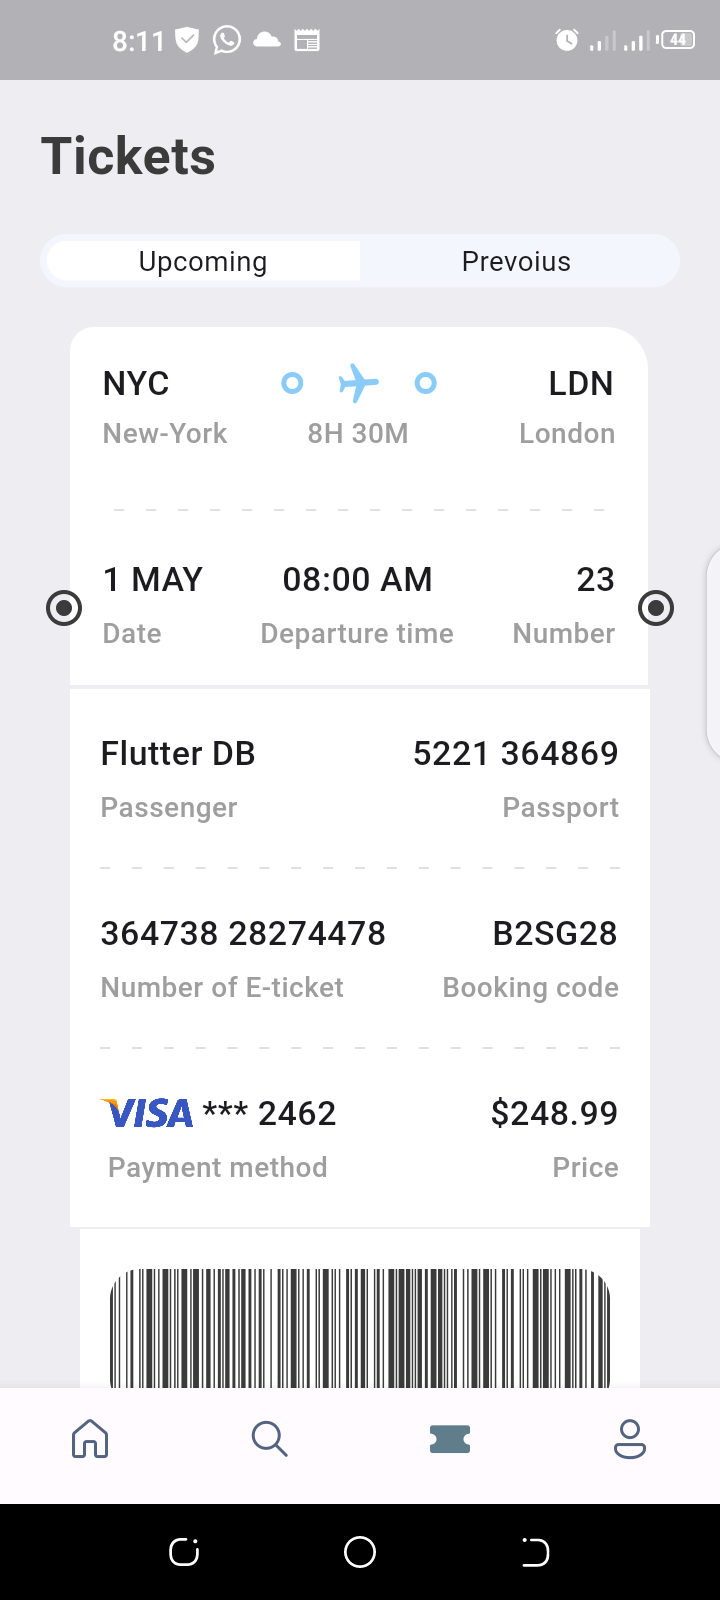 8:11 44
Tickets
Upcoming Prevoius
NYC LDN
New-York 8H 30M London
1 MAY 08:00 AM 23
Date Departure time Number
Flutter DB 5221 364869
Passenger Passport
364738 28274478 B2SG28
Number of E-ticket Booking code
VISA *** 2462 $248.99
Payment method Price